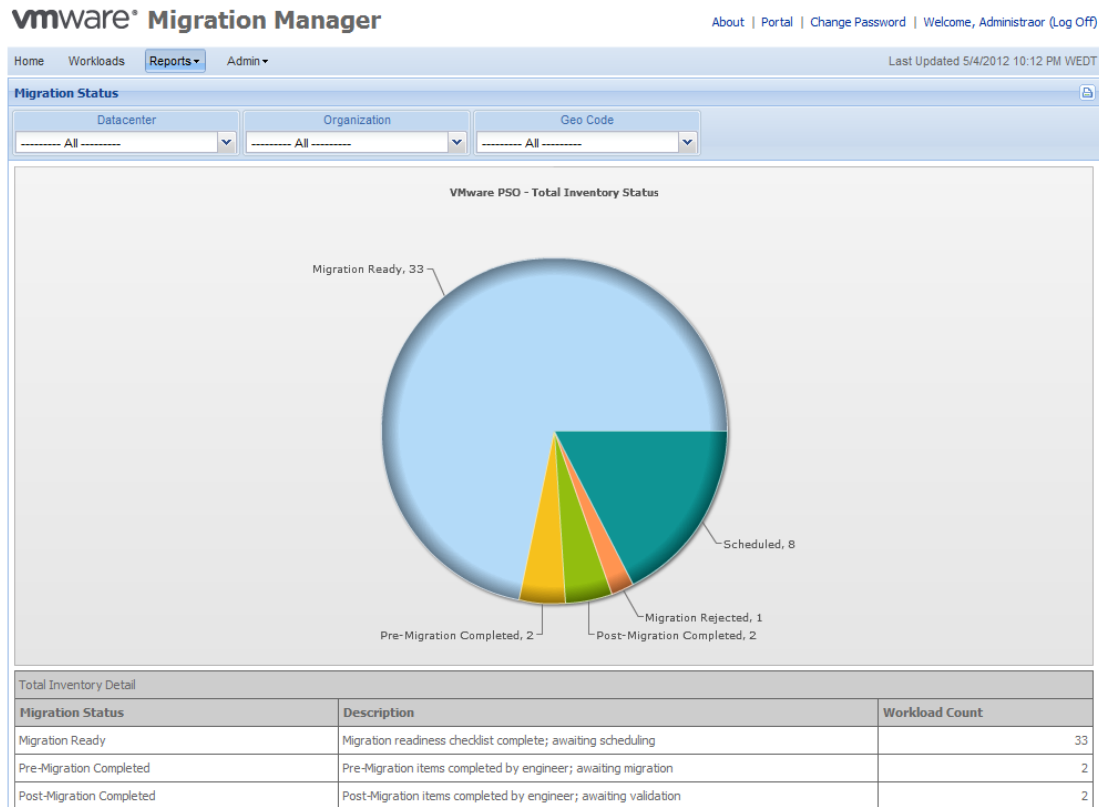 vmware® Migration Manager
About | Portal | Change Password | Welcome, Administraor (Log Off)
Home Workloads Reports Admin Last Updated 5/4/2012 10:12 PM WEDT
Migration Status
Datacenter Organization Geo Code
--------- All --------- --------- All --------- --------- All ---------
VMware PSO - Total Inventory Status
Migration Ready, 33
Scheduled, 8
Migration Rejected, 1
Pre-Migration Completed, 2 Post-Migration Completed, 2
Total Inventory Detail
Migration Status Description Workload Count
Migration Ready Migration readiness checklist complete; awaiting scheduling 33
Pre-Migration Completed Pre-Migration items completed by engineer; awaiting migration 2
Post-Migration Completed Post-Migration items completed by engineer; awaiting validation 2